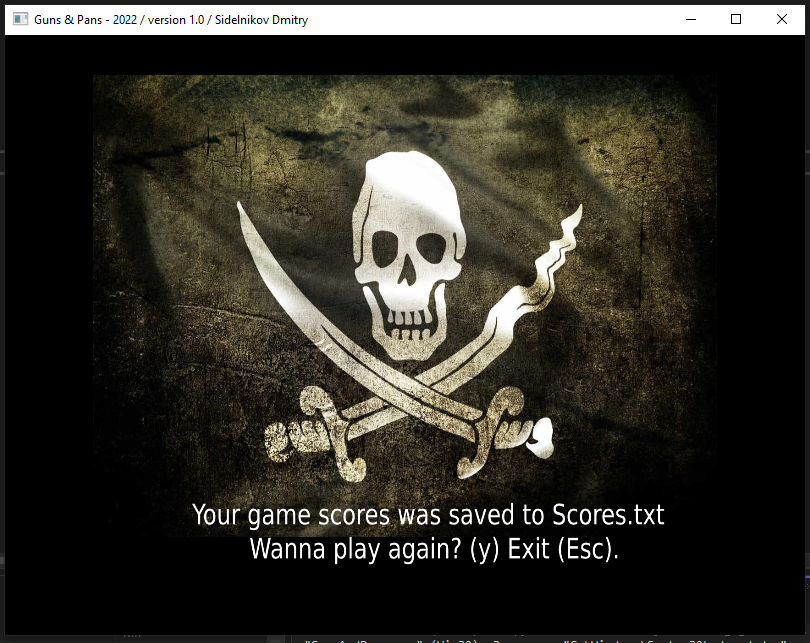 Guns & Pans - 2022 / version 1.0 / Sidelnikov Dmitry
Your game scores was saved to Scores.txt
Wanna play again? (y) Exit (Esc).